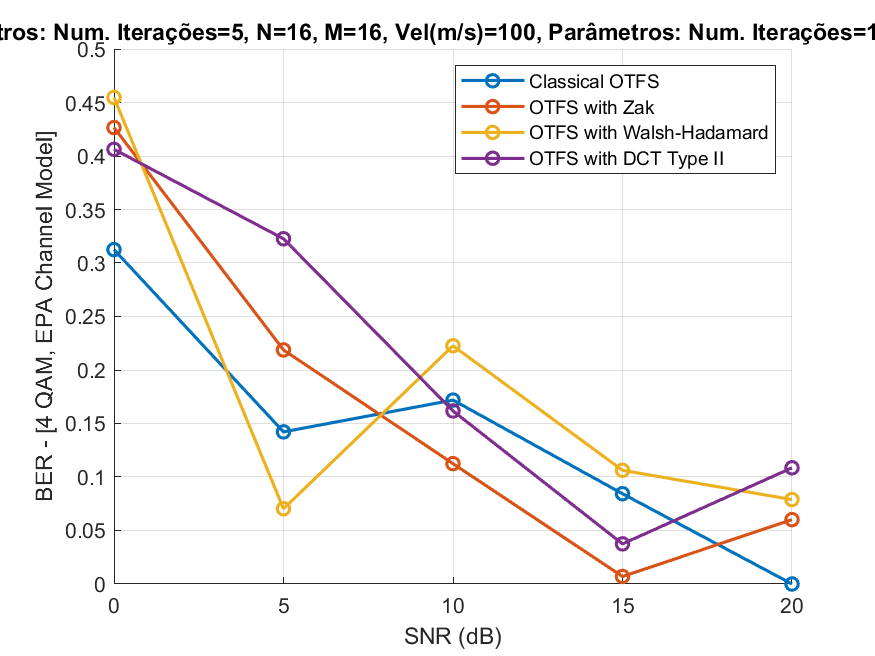 tros: Num. Iterações=5, N=16, M=16, Vel(m/s)=100, Parâmetros: Num. Iterações=1
0.5
0.45
0.4
0.35
0.3
0.25
0.2
0.15
0.1
0.05
0
BER - [4 QAM, EPA Channel Model]
Classical OTFS
OTFS with Zak
OTFS with Walsh-Hadamard
OTFS with DCT Type II
0 5 10 15 20
SNR (dB)